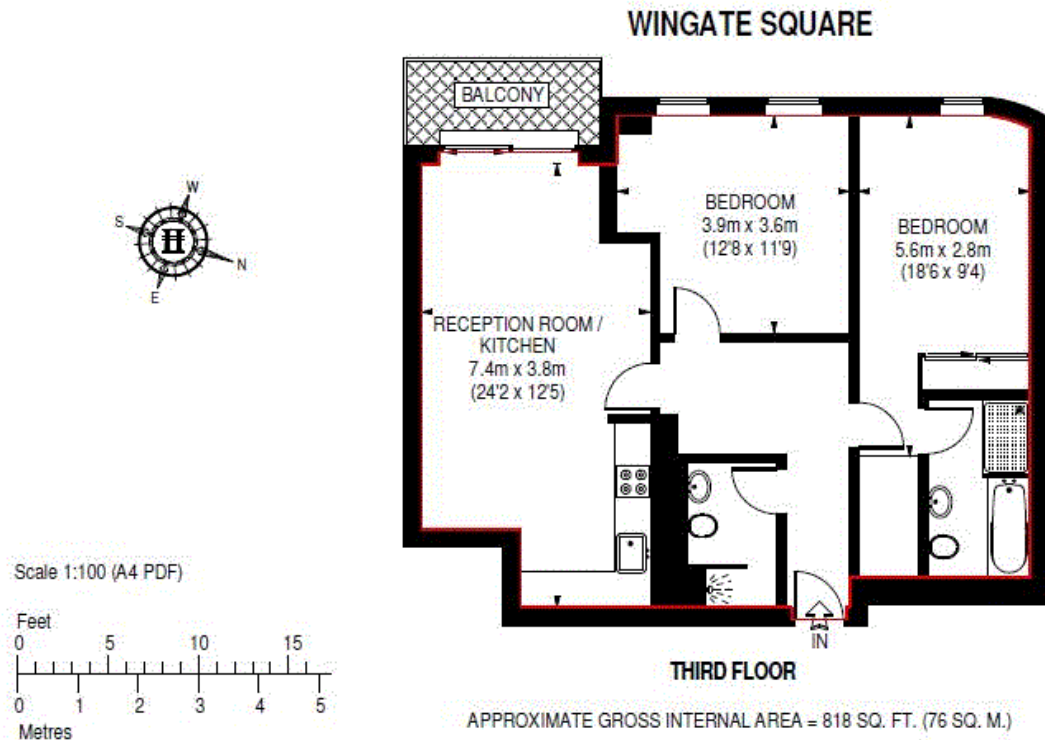 WINGATE SQUARE
BALCONY
W
S
N
E
BEDROOM
3.9m x 3.6m
(12'8 x 11'9)
BEDROOM
5.6m x 2.8m
(18'6 x 9'4)
RECEPTION ROOM /
KITCHEN
7.4m x 3.8m
(24'2 x 12'5)
Scale 1:100 (A4 PDF)
Feet
0 5 10 15
0 1 2 3 4 5
Metres
IN
THIRD FLOOR
APPROXIMATE GROSS INTERNAL AREA = 818 SQ. FT. (76 SQ. M.)